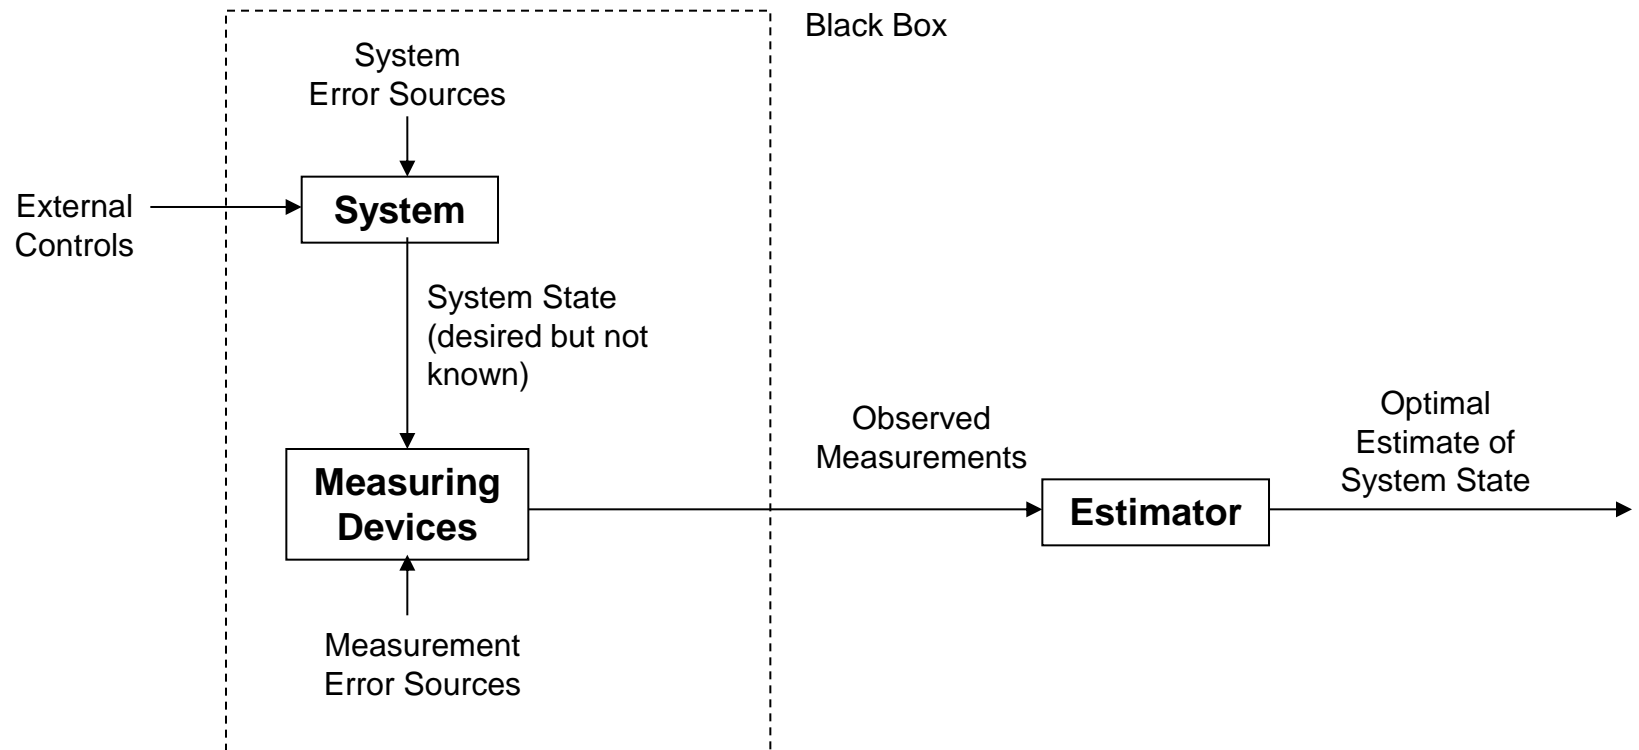 Black Box
System
Error Sources
External
Controls
System
System State
(desired but not
known)
Measuring
Devices
Measurement
Error Sources
Observed
Measurements
Estimator
Optimal
Estimate of
System State